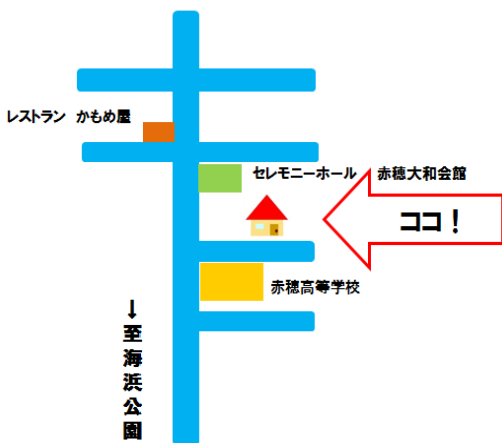 レストラン かもめ屋
セレモニーホール 赤穂大和会館
ココ！
赤穂高等学校
↓至海浜公園